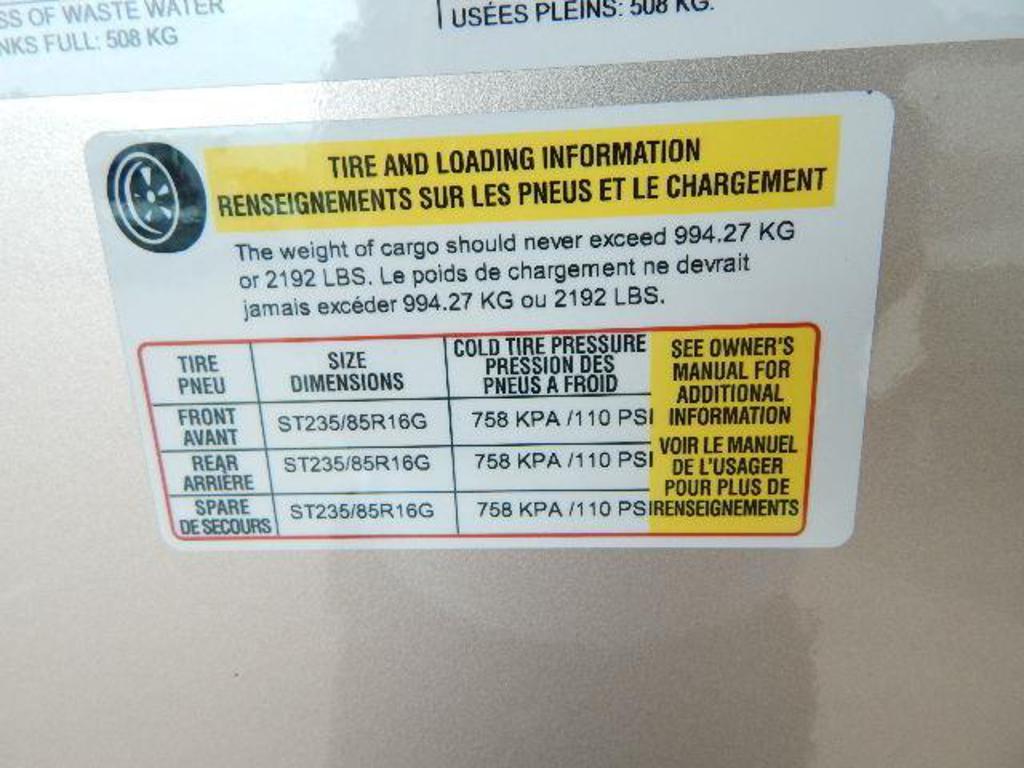 SS OF WASTE WATER
NKS FULL: 508 KG
USÉES PLEINS: 508 KG.
TIRE AND LOADING INFORMATION
RENSEIGNEMENTS SUR LES PNEUS ET LE CHARGEMENT
The weight of cargo should never exceed 994.27 KG
or 2192 LBS. Le poids de chargement ne devrait
jamais excéder 994.27 KG ou 2192 LBS.
TIRE
PNEU
SIZE
DIMENSIONS
COLD TIRE PRESSURE
PRESSION DES
PNEUS A FROID
FRONT
AVANT
ST235/85R16G
758 KPA /110 PSI
REAR
ARRIÈRE
ST235/85R16G
758 KPA /110 PSI
SPARE
DE SECOURS
ST235/85R16G
758 KPA /110 PSI
SEE OWNER'S
MANUAL FOR
ADDITIONAL
INFORMATION
VOIR LE MANUEL
DE L'USAGER
POUR PLUS DE
RENSEIGNEMENTS